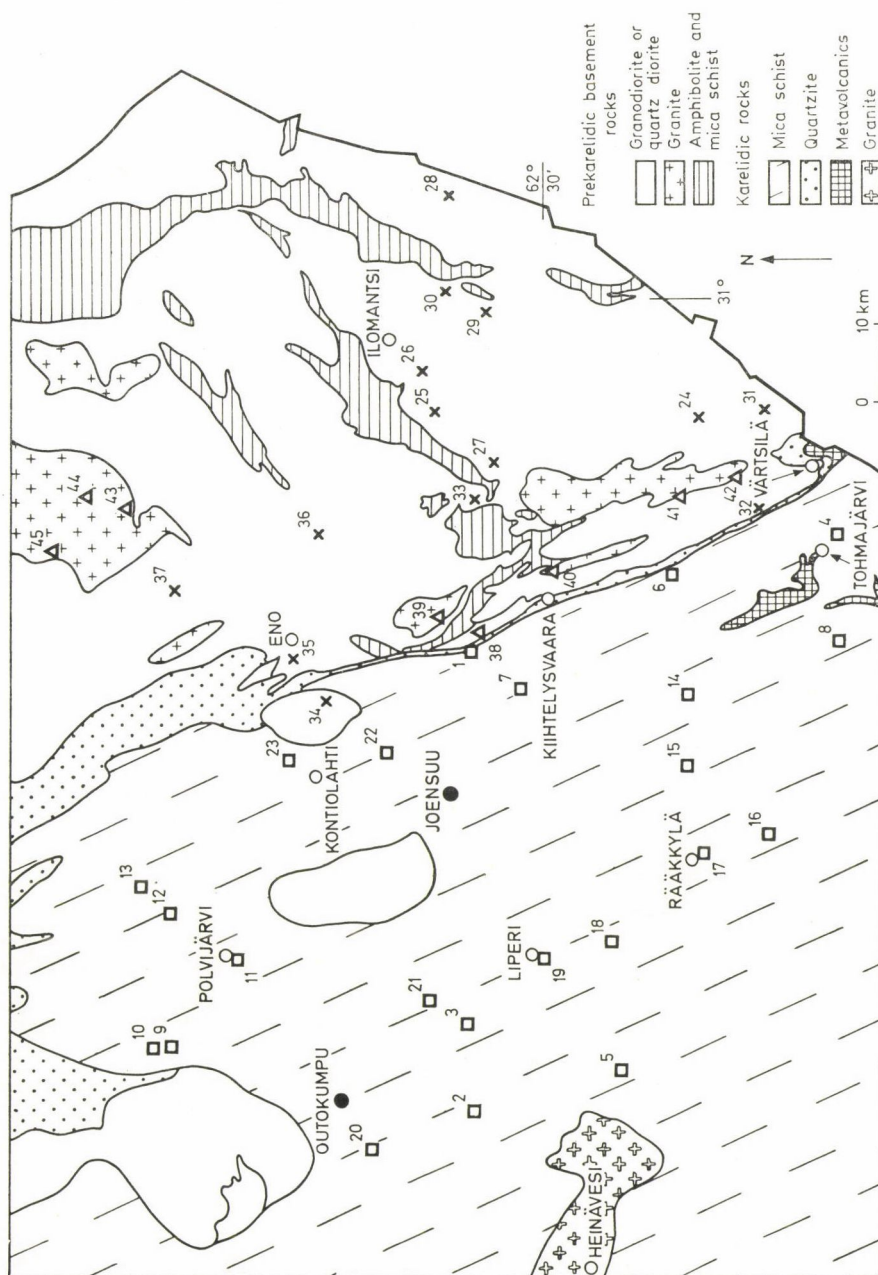 45
44
43
37
36
ENO
35
34
23
KONTIOLAHTI
22
JOENSUU
39
38
1
7
KIIHTELYSVAARA
40
6
33
27
25
26
ILOMANTSI
30
29
28
62°
30'
31°
24
31
41
42
32
VÄRTSILÄ
4
TOHMAJÄRVI
8
14
15
16
RÄÄKKYLÄ
17
18
LIPERI
19
21
3
2
5
20
OUTOKUMPU
POLVIJÄRVI
11
12
13
10
9
HEINÄVESI
N
0
10 km
Prekarelidic basement
rocks
Granodiorite or
quartz diorite
Granite
Amphibolite and
mica schist
Karelidic rocks
Mica schist
Quartzite
Metavolcanics
Granite